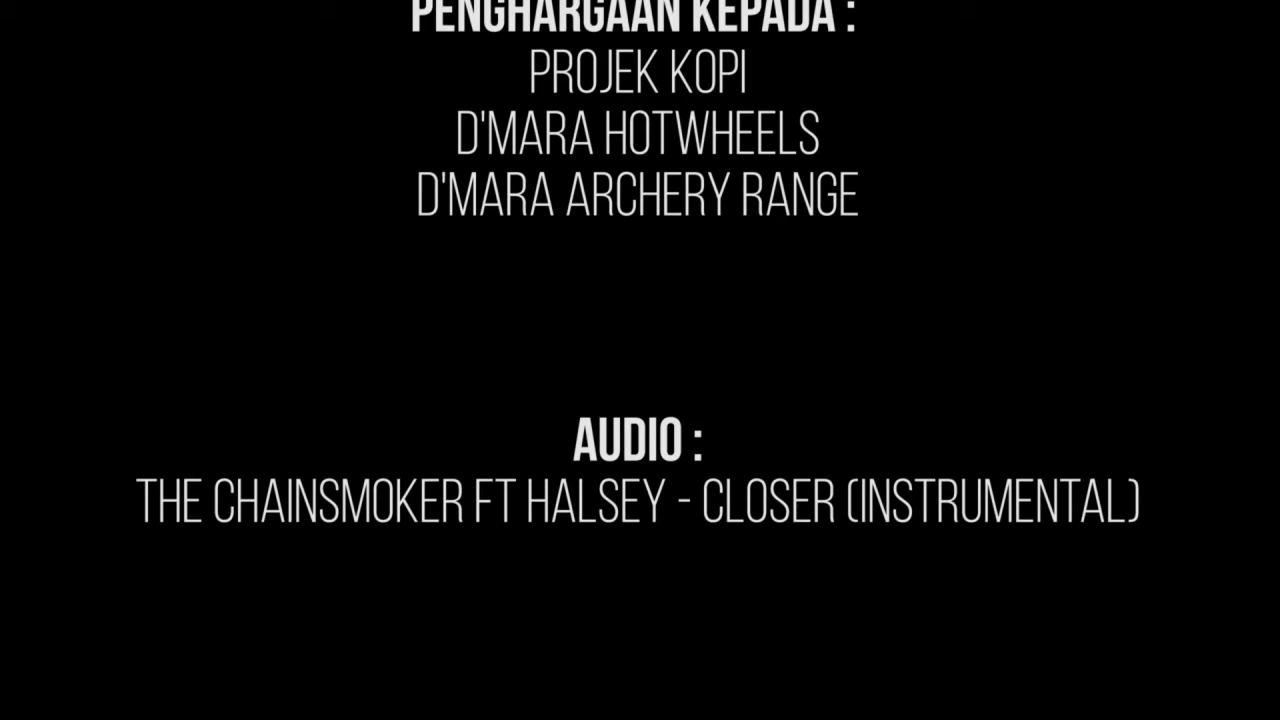 PENGHARGAAN KEPADA :
PROJEK KOPI
D'MARA HOTWHEELS
D'MARA ARCHERY RANGE
AUDIO :
THE CHAINSMOKER FT HALSEY - CLOSER (INSTRUMENTAL)